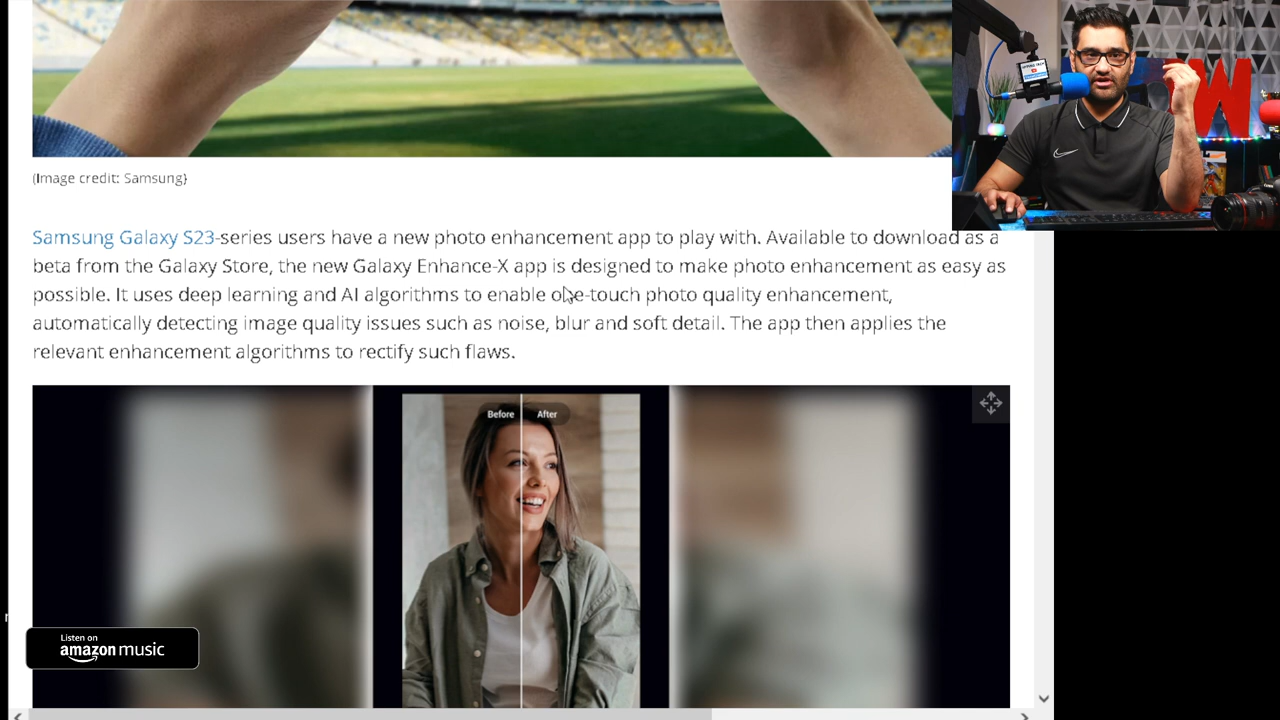 (Image credit: Samsung)
Samsung Galaxy S23-series users have a new photo enhancement app to play with. Available to download as a
beta from the Galaxy Store, the new Galaxy Enhance-X app is designed to make photo enhancement as easy as
possible. It uses deep learning and AI algorithms to enable one-touch photo quality enhancement,
automatically detecting image quality issues such as noise, blur and soft detail. The app then applies the
relevant enhancement algorithms to rectify such flaws.
Before After
Listen on
amazon music
W